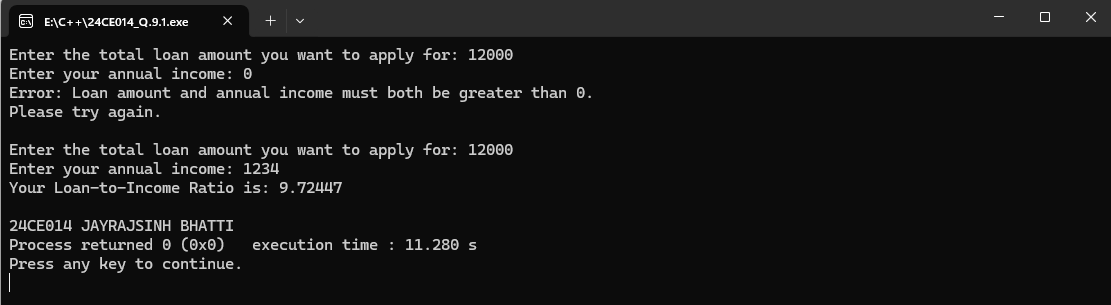 E:\C++\24CE014_Q.9.1.exe
Enter the total loan amount you want to apply for: 12000
Enter your annual income: 0
Error: Loan amount and annual income must both be greater than 0.
Please try again.
Enter the total loan amount you want to apply for: 12000
Enter your annual income: 1234
Your Loan-to-Income Ratio is: 9.72447
24CE014 JAYRAJSINH BHATTI
Process returned 0 (0x0)   execution time : 11.280 s
Press any key to continue.